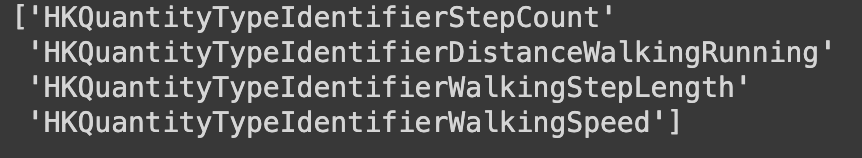 ['HKQuantityTypeIdentifierStepCount'
'HKQuantityTypeIdentifierDistanceWalkingRunning'
'HKQuantityTypeIdentifierWalkingStepLength'
'HKQuantityTypeIdentifierWalkingSpeed']